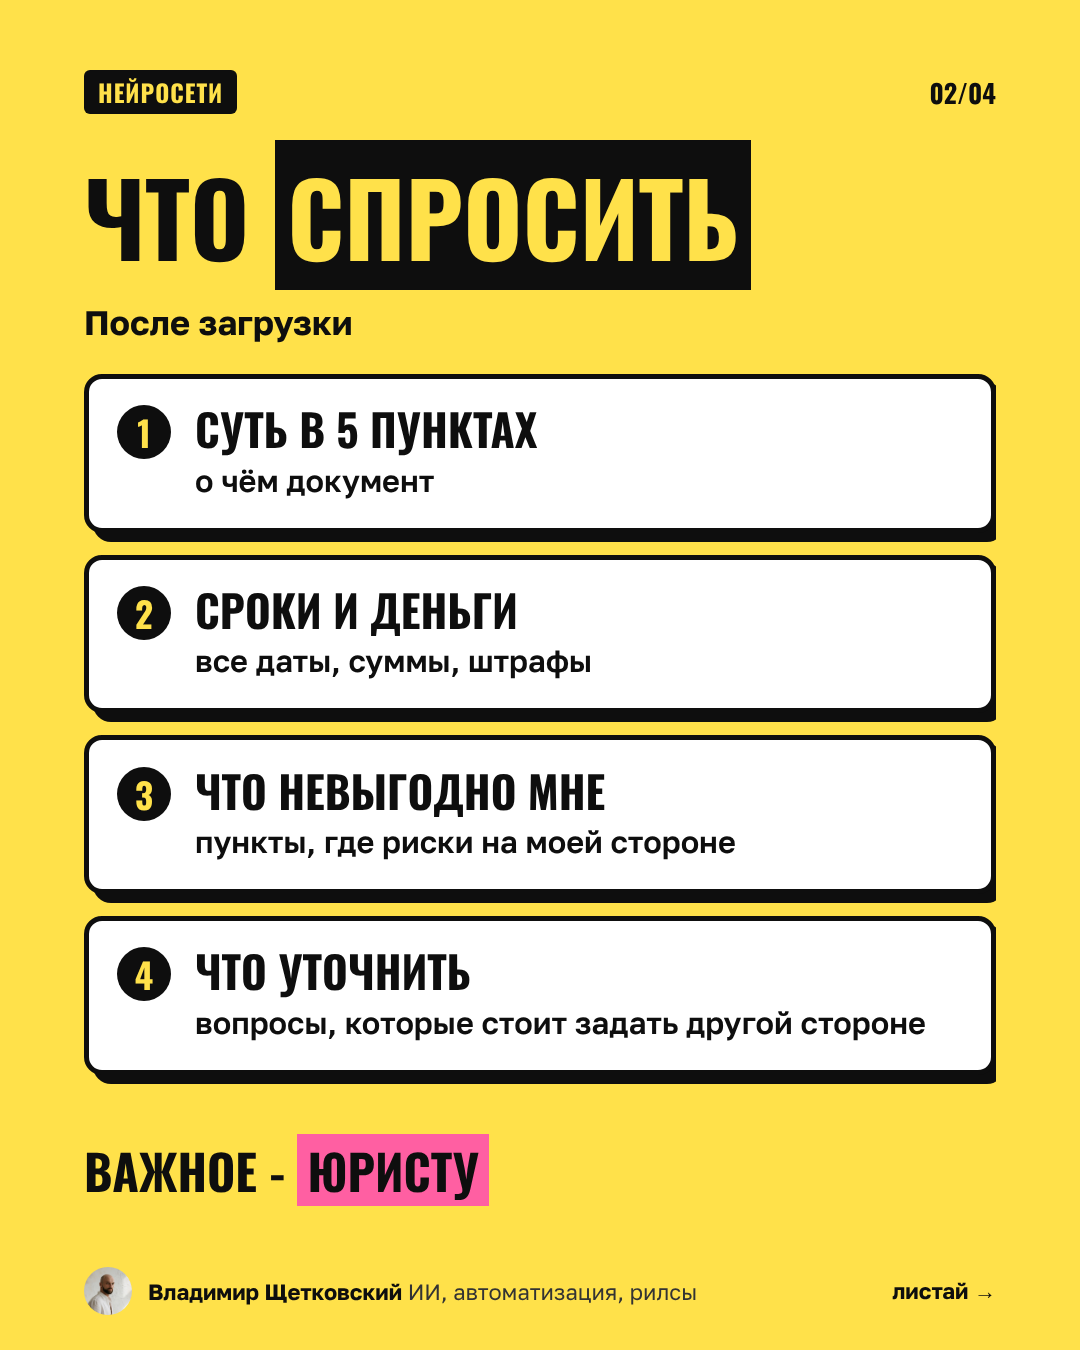 НЕЙРОСЕТИ
02/04
ЧТО СПРОСИТЬ
После загрузки
1 СУТЬ В 5 ПУНКТАХ
о чём документ
2 СРОКИ И ДЕНЬГИ
все даты, суммы, штрафы
3 ЧТО НЕВЫГОДНО МНЕ
пункты, где риски на моей стороне
4 ЧТО УТОЧНИТЬ
вопросы, которые стоит задать другой стороне
ВАЖНОЕ - ЮРИСТУ
Владимир Щетковский ИИ, автоматизация, рилсы
листай →